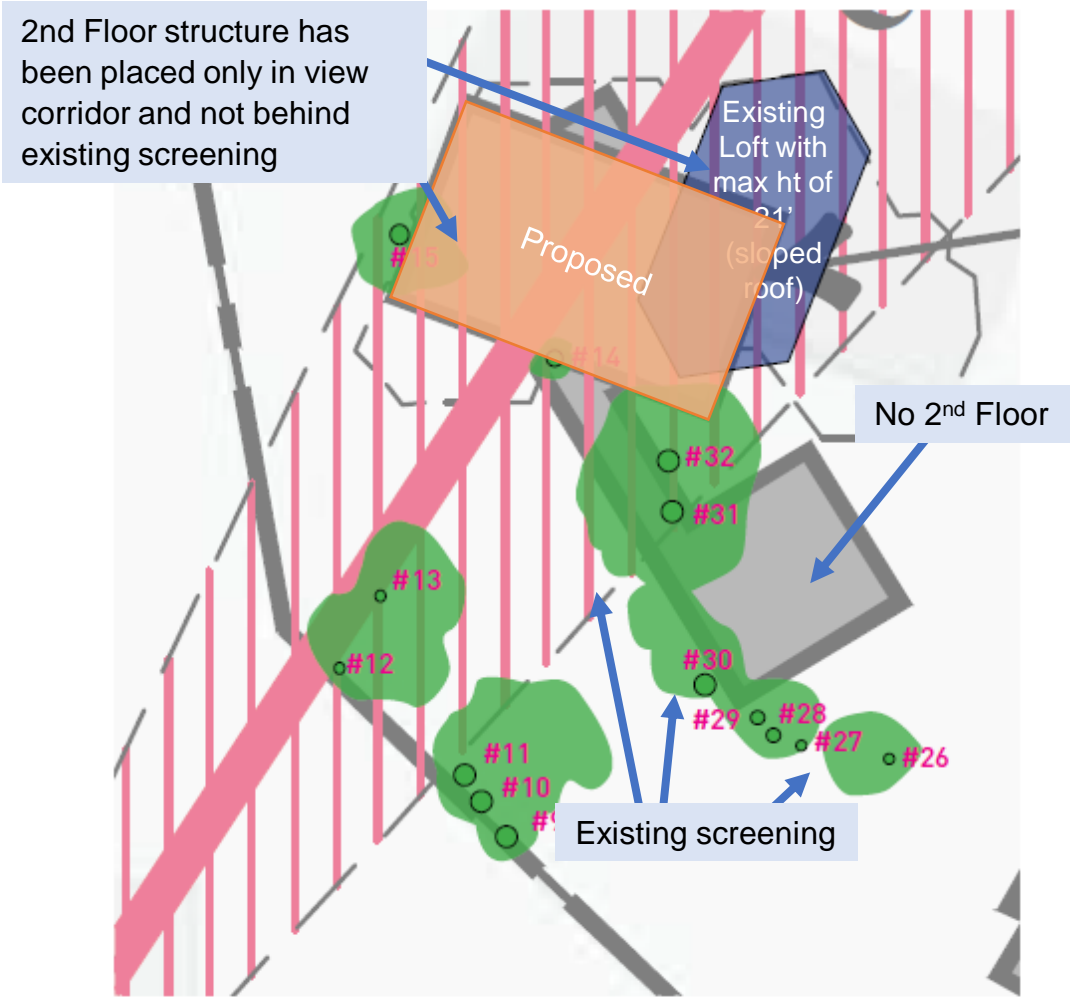 2nd Floor structure has
been placed only in view
corridor and not behind
existing screening
Existing
Loft with
max ht of
21'
(sloped
roof)
Proposed
#15
#14
No 2nd Floor
#32
#31
#13
#12
#30
#29
#28
#27
#26
#11
#10
Existing screening